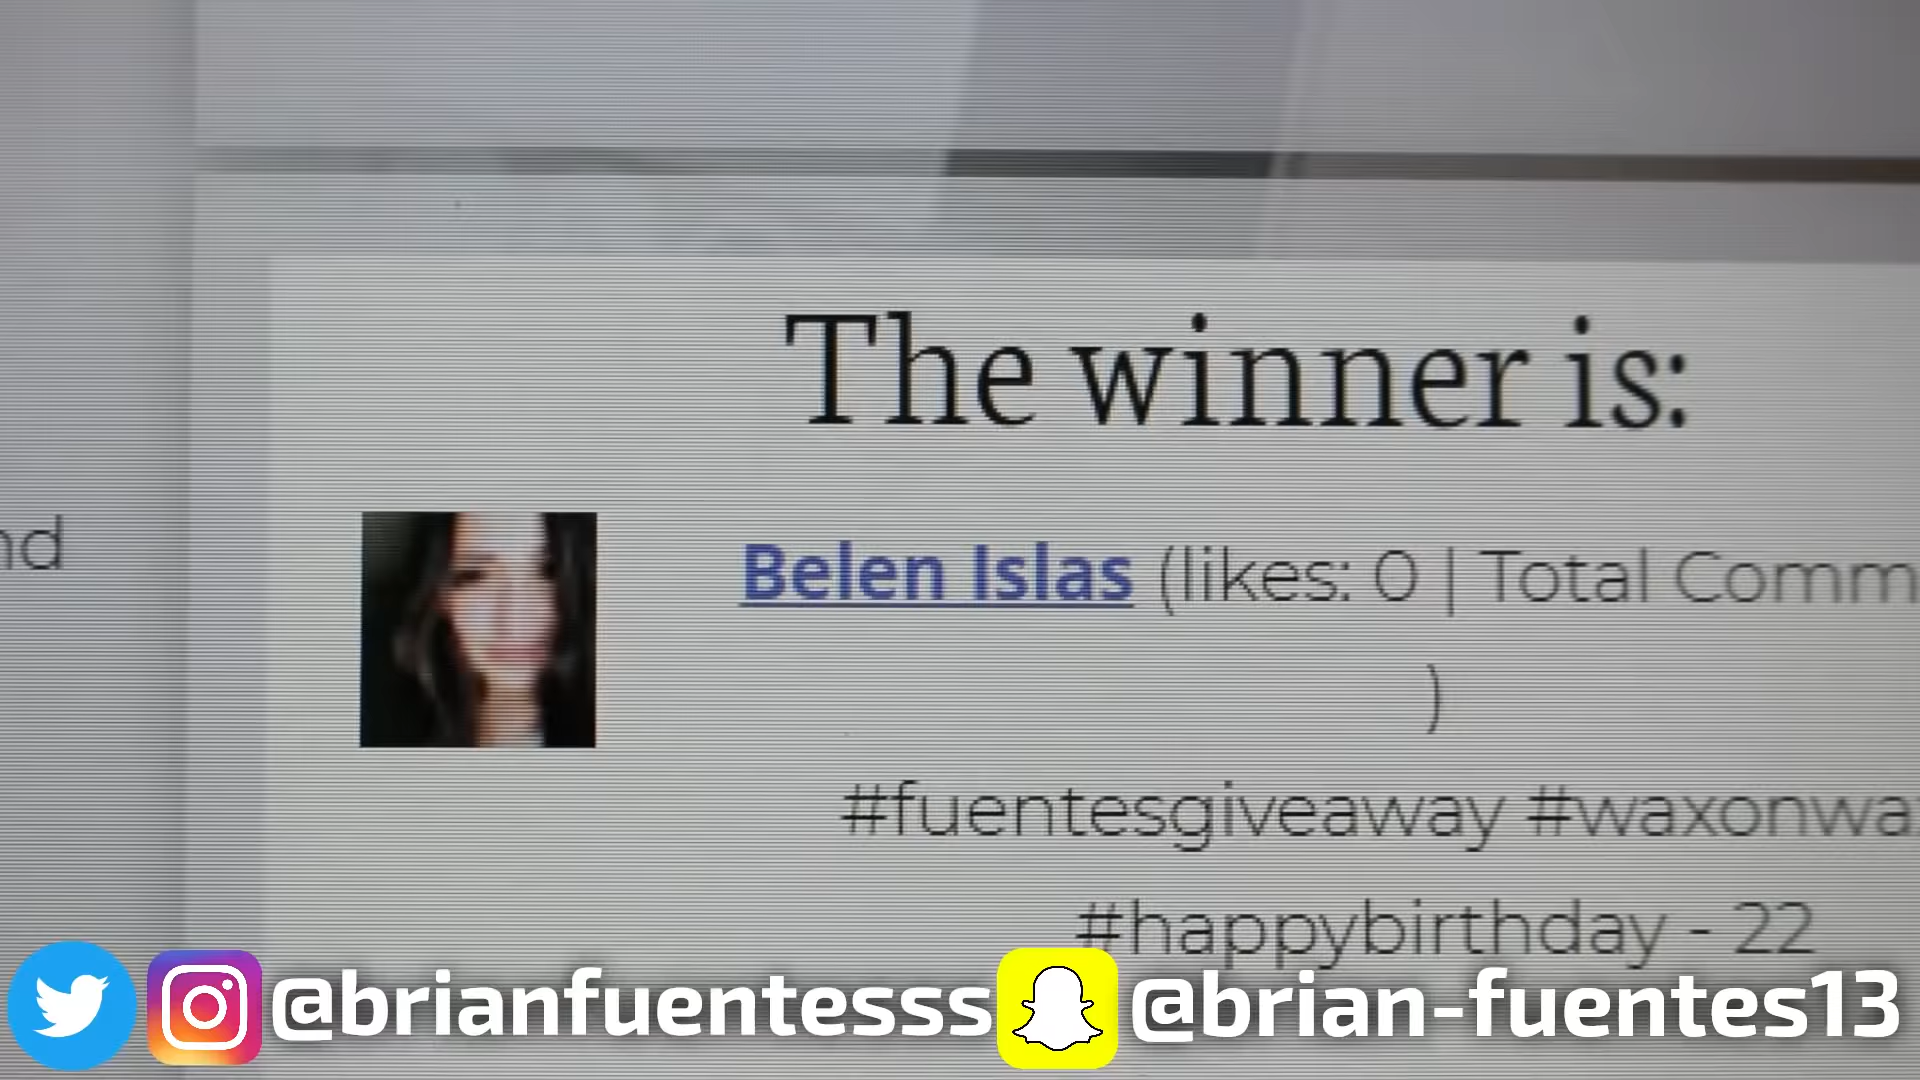 The winner is:
nd
Belen Islas (likes: 0 | Total Comm
)
#fuentesgiveaway #waxonwa
#happybirthday - 22
@brianfuentesss @brian-fuentes13